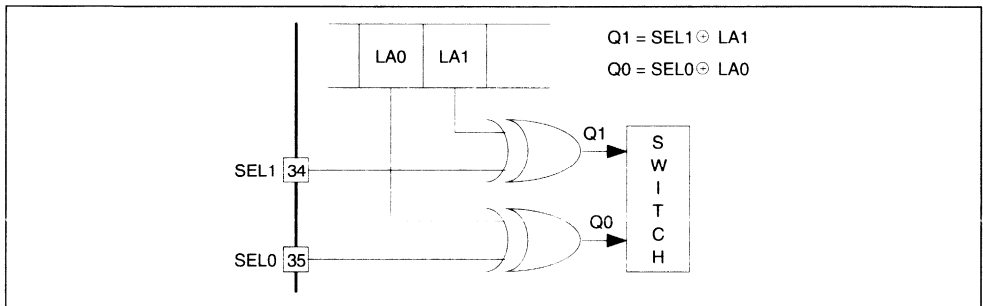 LA0 LA1
Q1 = SEL1 ⊕ LA1
Q0 = SEL0 ⊕ LA0
Q1
SEL1 34
Q0
SEL0 35
S
W
I
T
C
H